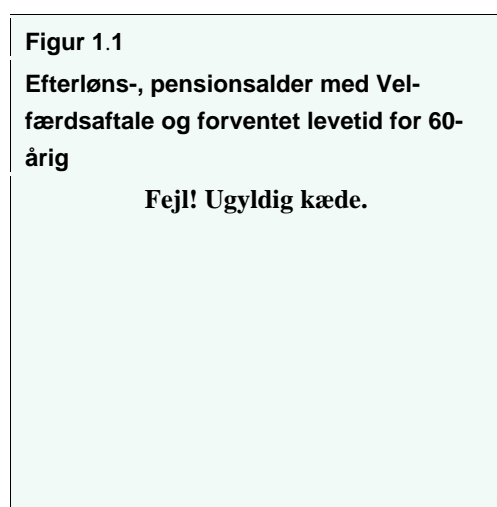 Figur 1.1
Efterløns-, pensionsalder med Vel-
færdsaftale og forventet levetid for 60-
årig
Fejl! Ugyldig kæde.